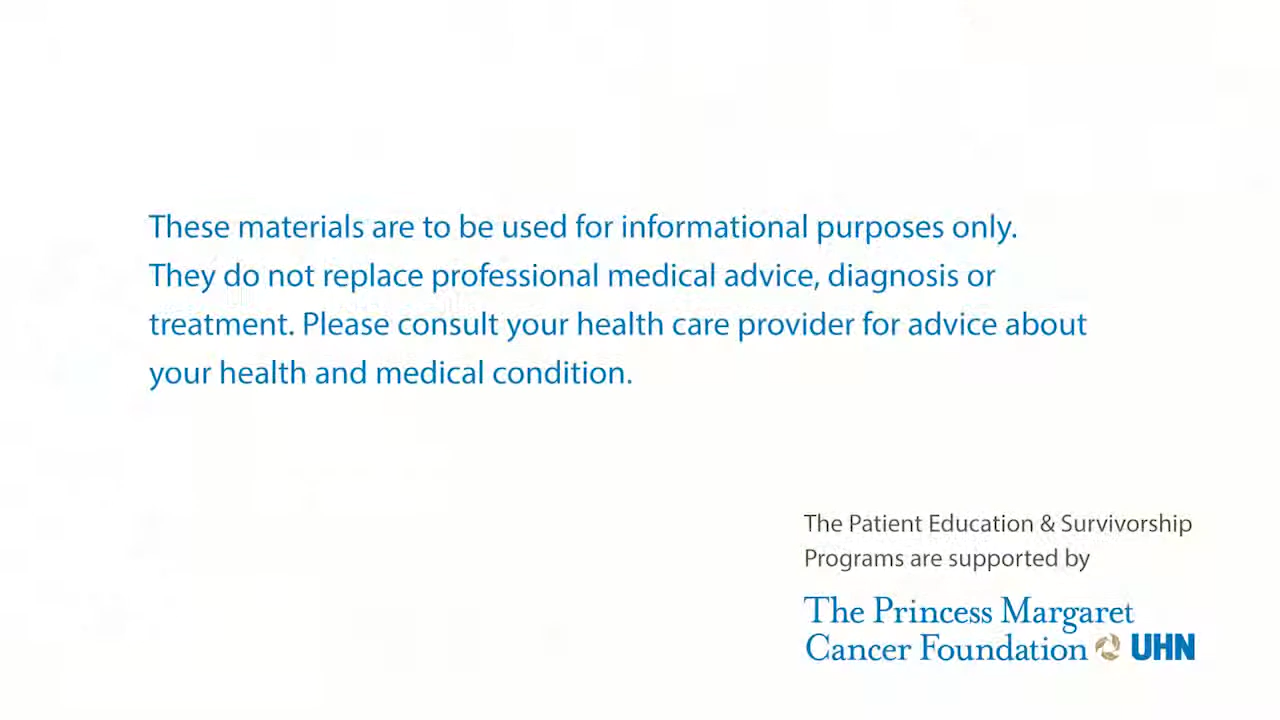 These materials are to be used for informational purposes only.
They do not replace professional medical advice, diagnosis or
treatment. Please consult your health care provider for advice about
your health and medical condition.
The Patient Education & Survivorship
Programs are supported by
The Princess Margaret
Cancer Foundation UHN